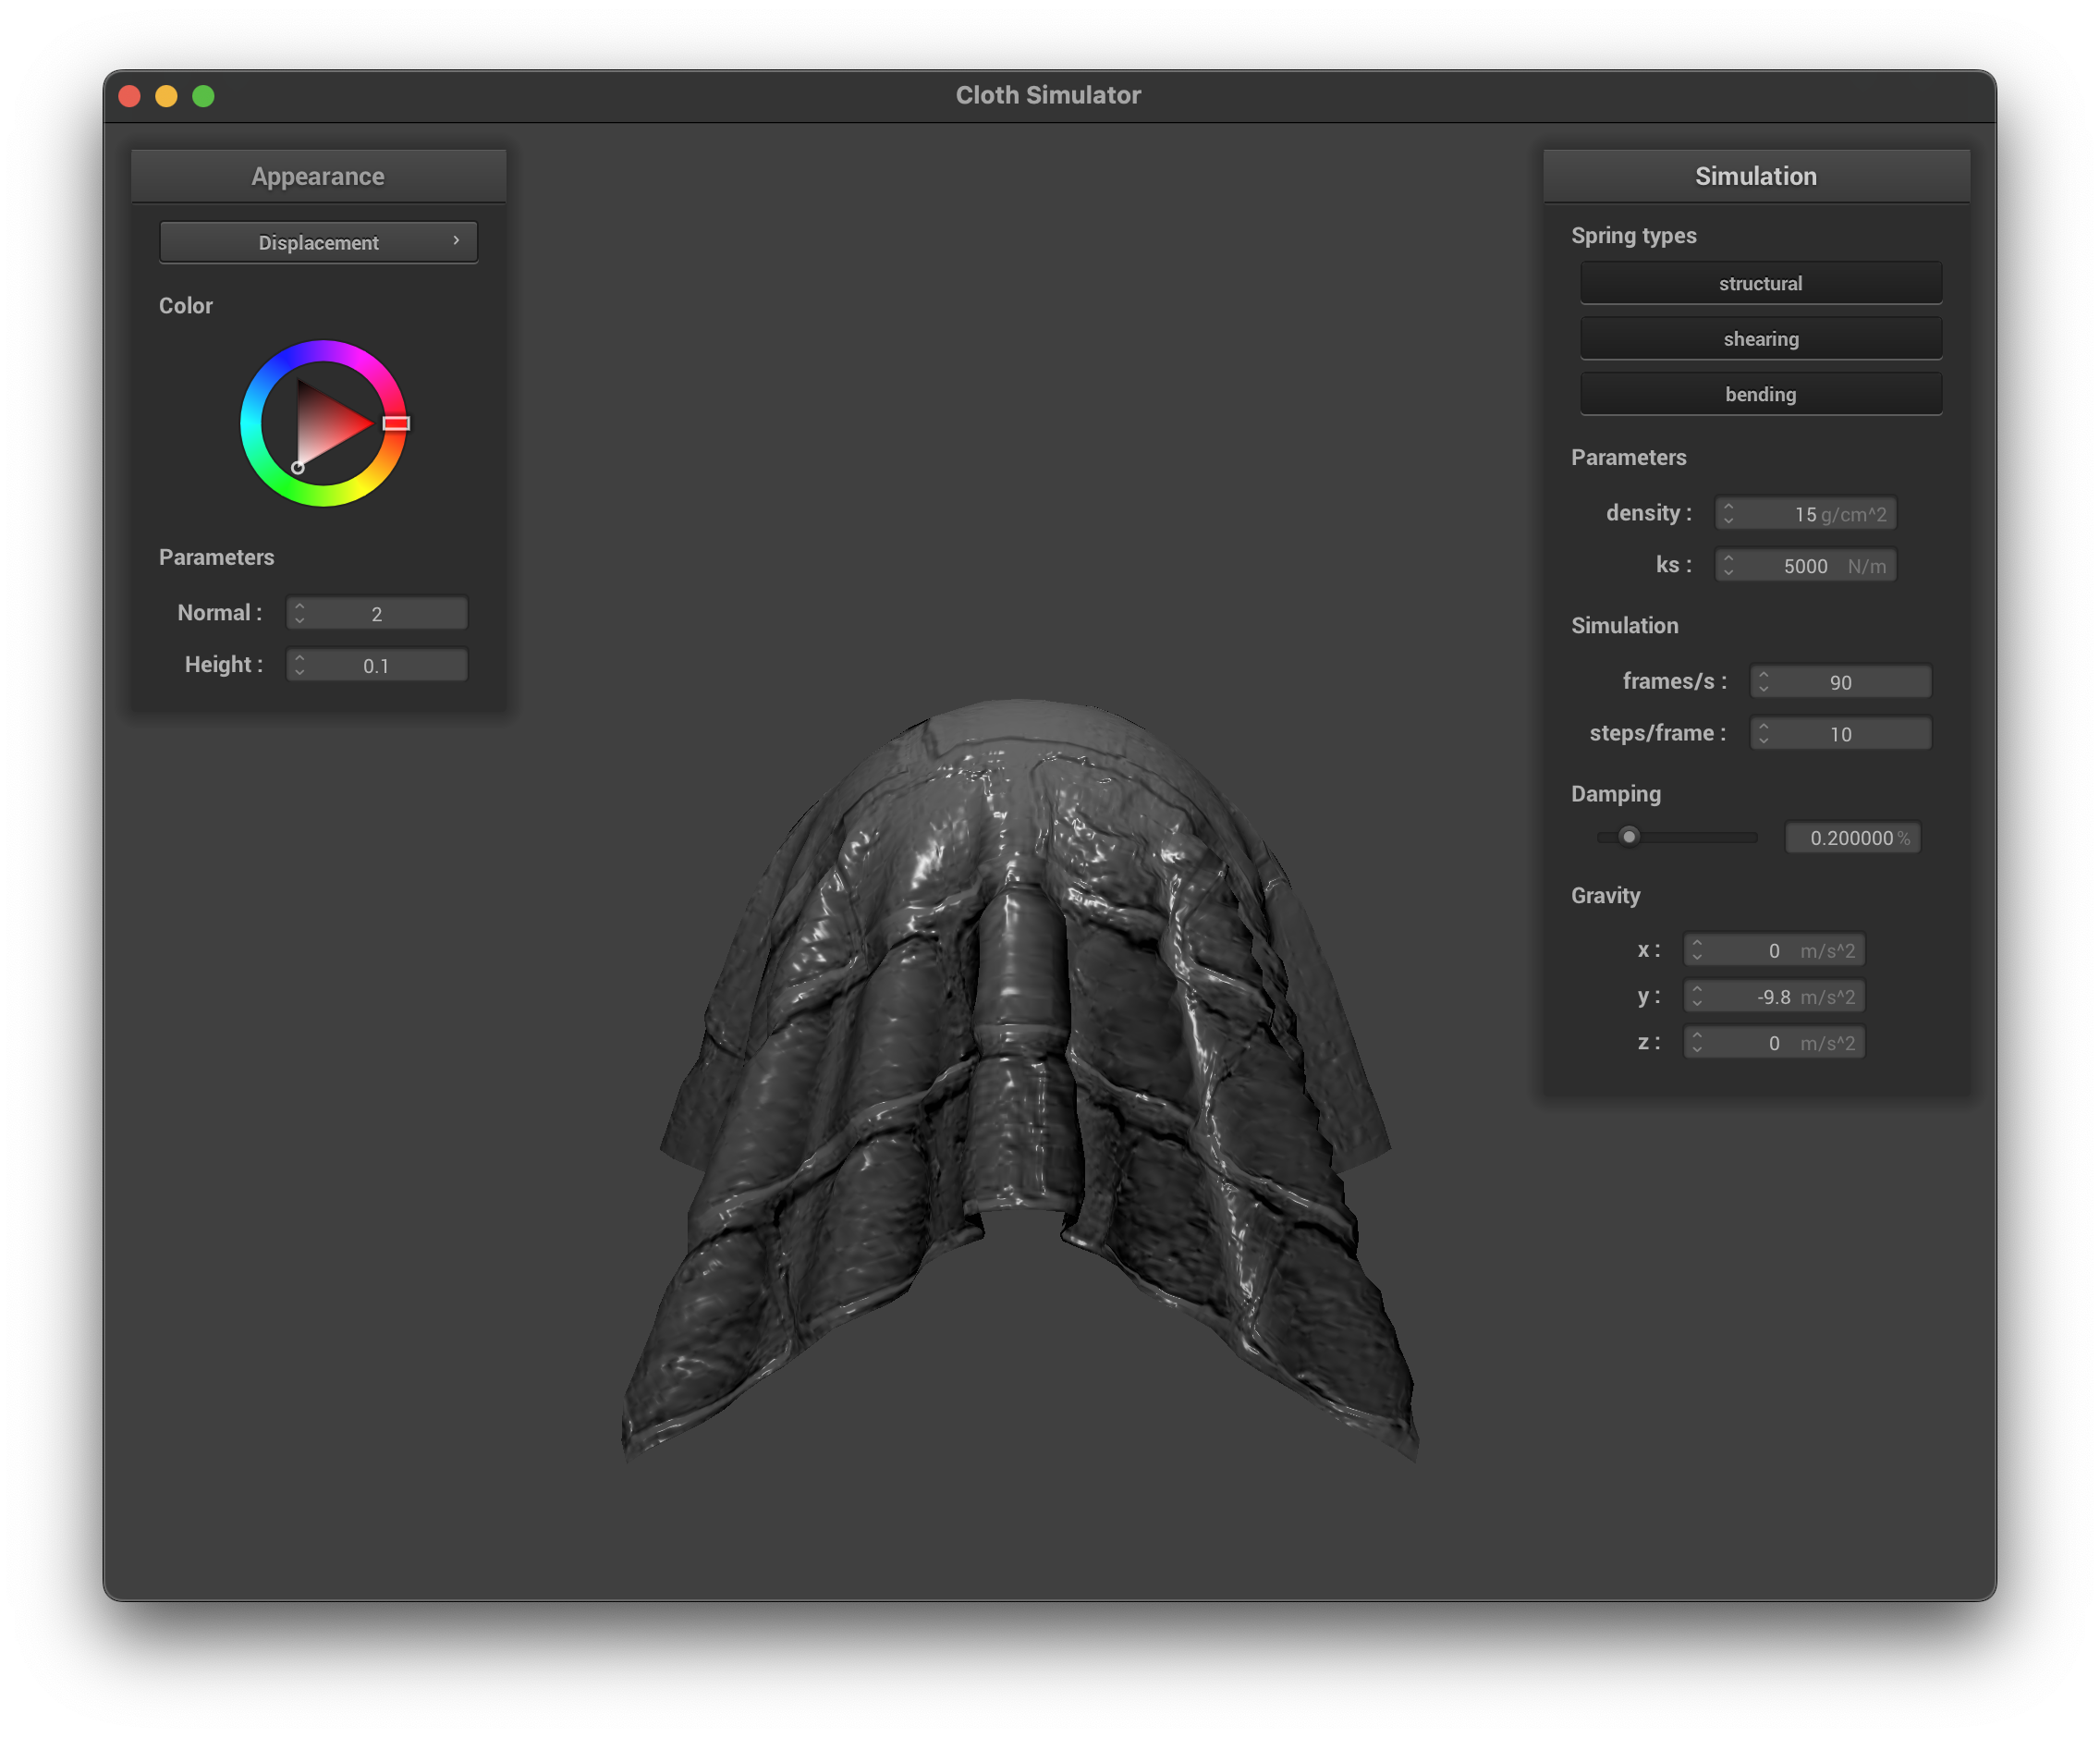 Cloth Simulator
Appearance
Displacement
Color
Parameters
Normal : 2
Height : 0.1
Simulation
Spring types
structural
shearing
bending
Parameters
density : 15 g/cm^2
ks : 5000 N/m
Simulation
frames/s : 90
steps/frame : 10
Damping
0.200000 %
Gravity
x : 0 m/s^2
y : -9.8 m/s^2
z : 0 m/s^2